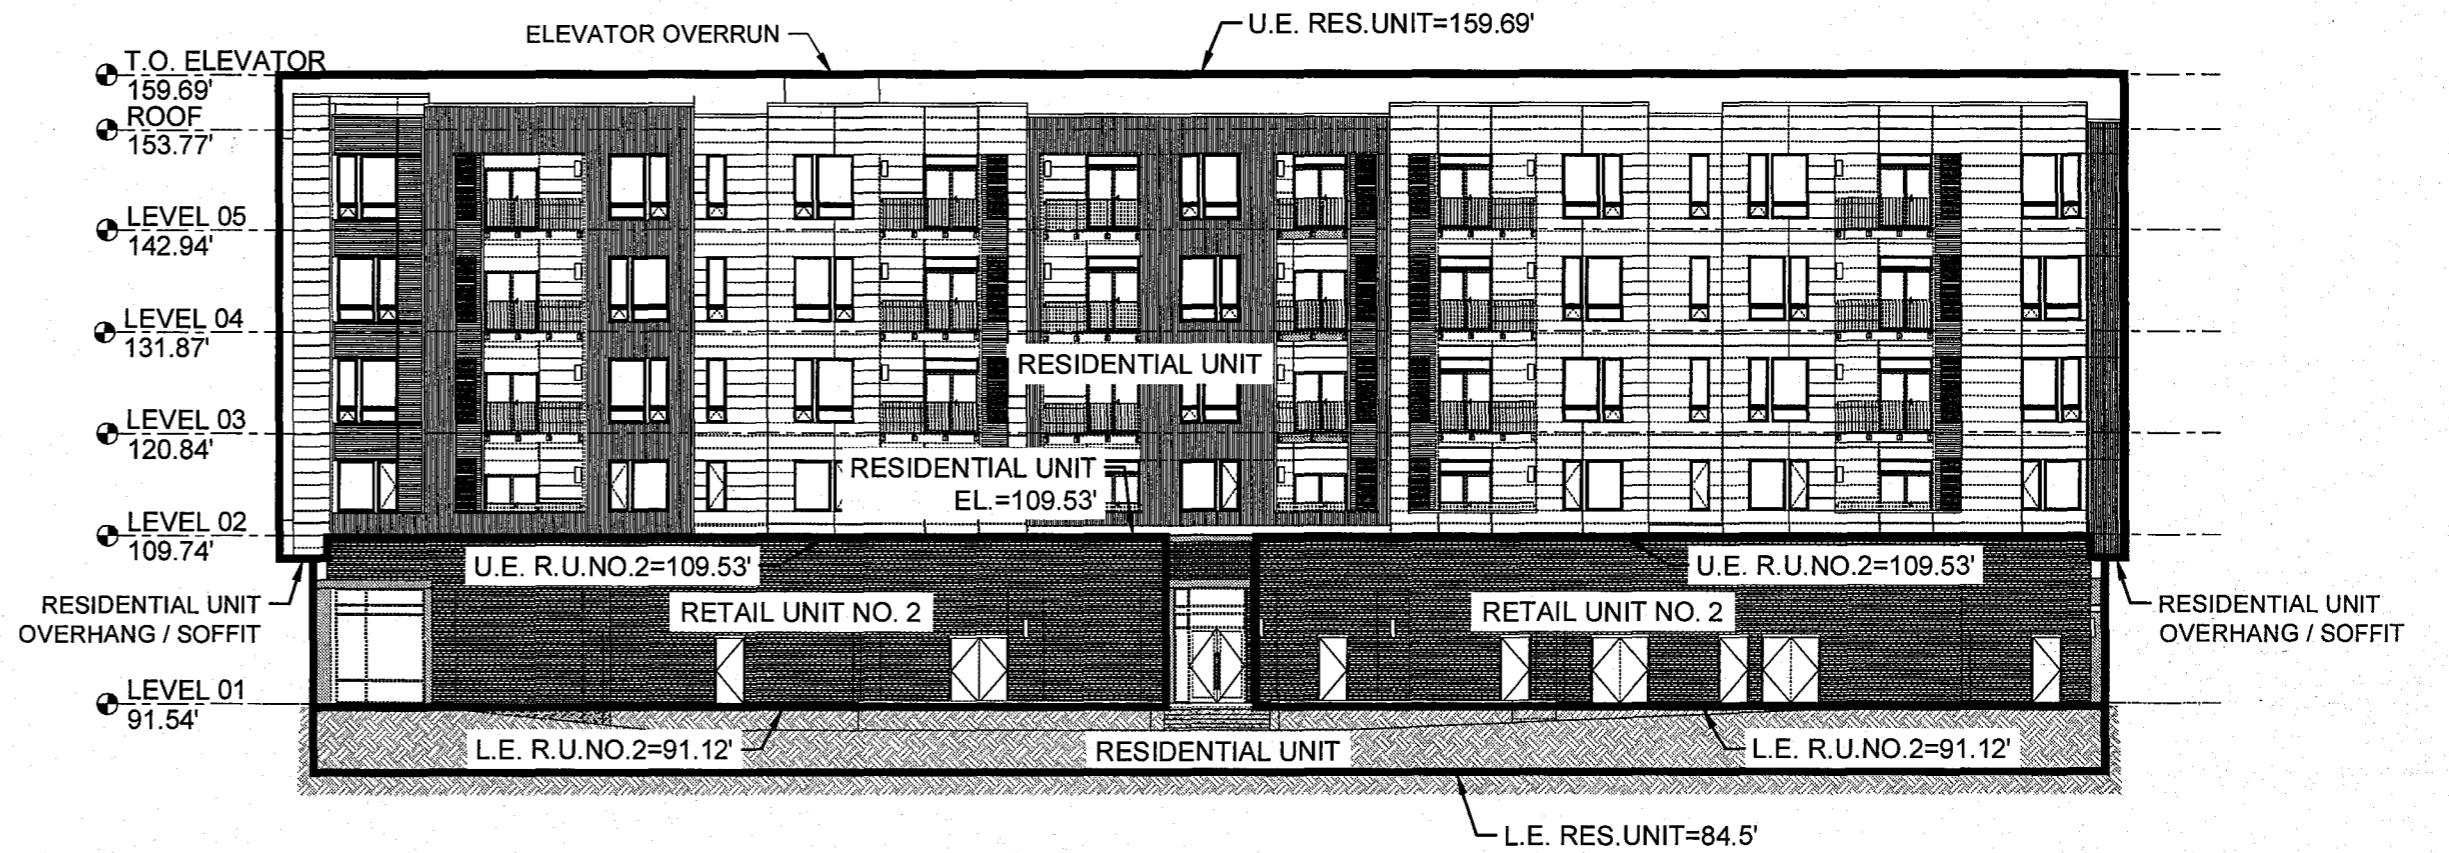 ELEVATOR OVERRUN
U.E. RES.UNIT=159.69'
T.O. ELEVATOR
159.69'
ROOF
153.77'
LEVEL 05
142.94'
LEVEL 04
131.87'
RESIDENTIAL UNIT
LEVEL 03
120.84'
RESIDENTIAL UNIT
EL.=109.53'
LEVEL 02
109.74'
U.E. R.U.NO.2=109.53'
U.E. R.U.NO.2=109.53'
RESIDENTIAL UNIT
OVERHANG / SOFFIT
RETAIL UNIT NO. 2
RETAIL UNIT NO. 2
RESIDENTIAL UNIT
OVERHANG / SOFFIT
LEVEL 01
91.54'
L.E. R.U.NO.2=91.12'
RESIDENTIAL UNIT
L.E. R.U.NO.2=91.12'
L.E. RES.UNIT=84.5'